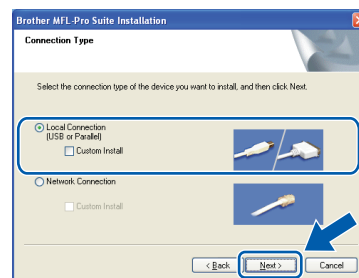 Brother MFL-Pro Suite Installation
Connection Type
Select the connection type of the device you want to install, and then click Next.
Local Connection
(USB or Parallel)
Custom Install
Network Connection
Custom Install
< Back
Next >
Cancel